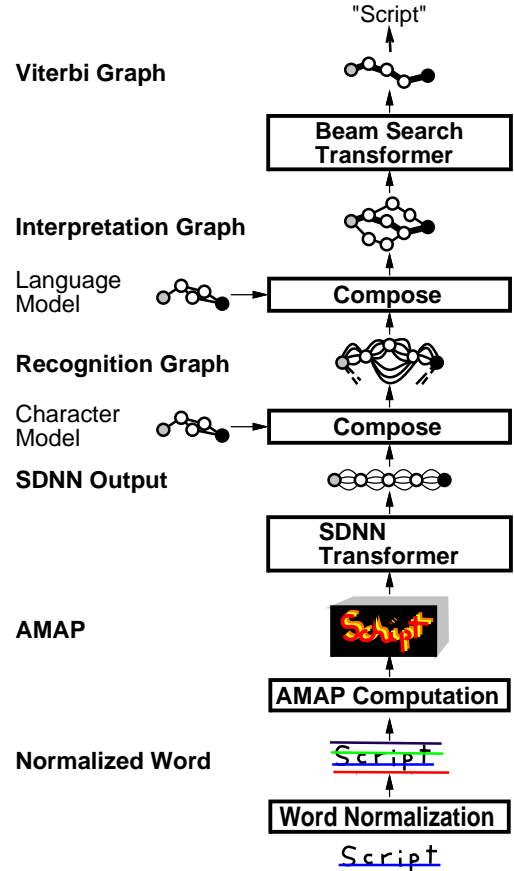 "Script"
Viterbi Graph
Beam Search
Transformer
Interpretation Graph
Language
Model
Compose
Recognition Graph
Character
Model
Compose
SDNN Output
SDNN
Transformer
AMAP
Script
AMAP Computation
Normalized Word
Script
Word Normalization
Script